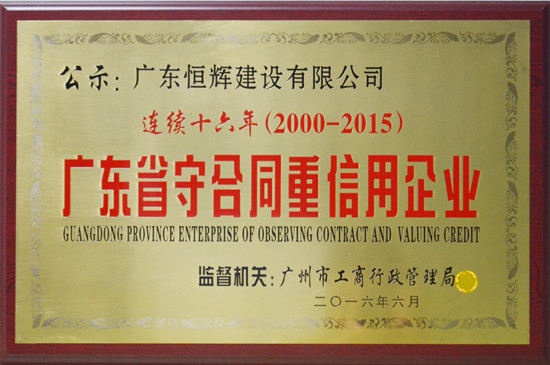 公示：广东恒辉建设有限公司
连续十六年(2000-2015)
广东省守合同重信用企业
GUANGDONG PROVINCE ENTERPRISE OF OBSERVING CONTRACT AND VALUING CREDIT
监督机关：广州市工商行政管理局
二〇一六年六月